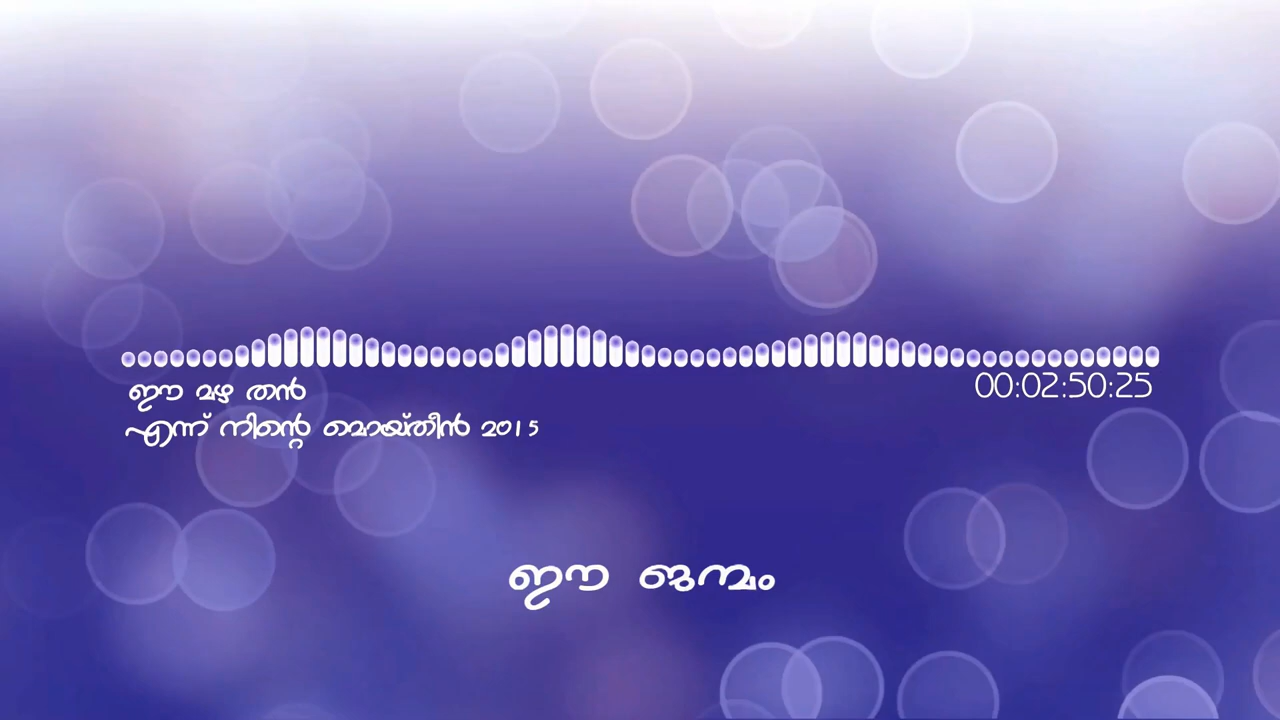 ഈ മഴ തൻ
00:02:50:25
എന്ന് നിന്റെ മൊയ്തീൻ 2015
ഈ ജന്മം